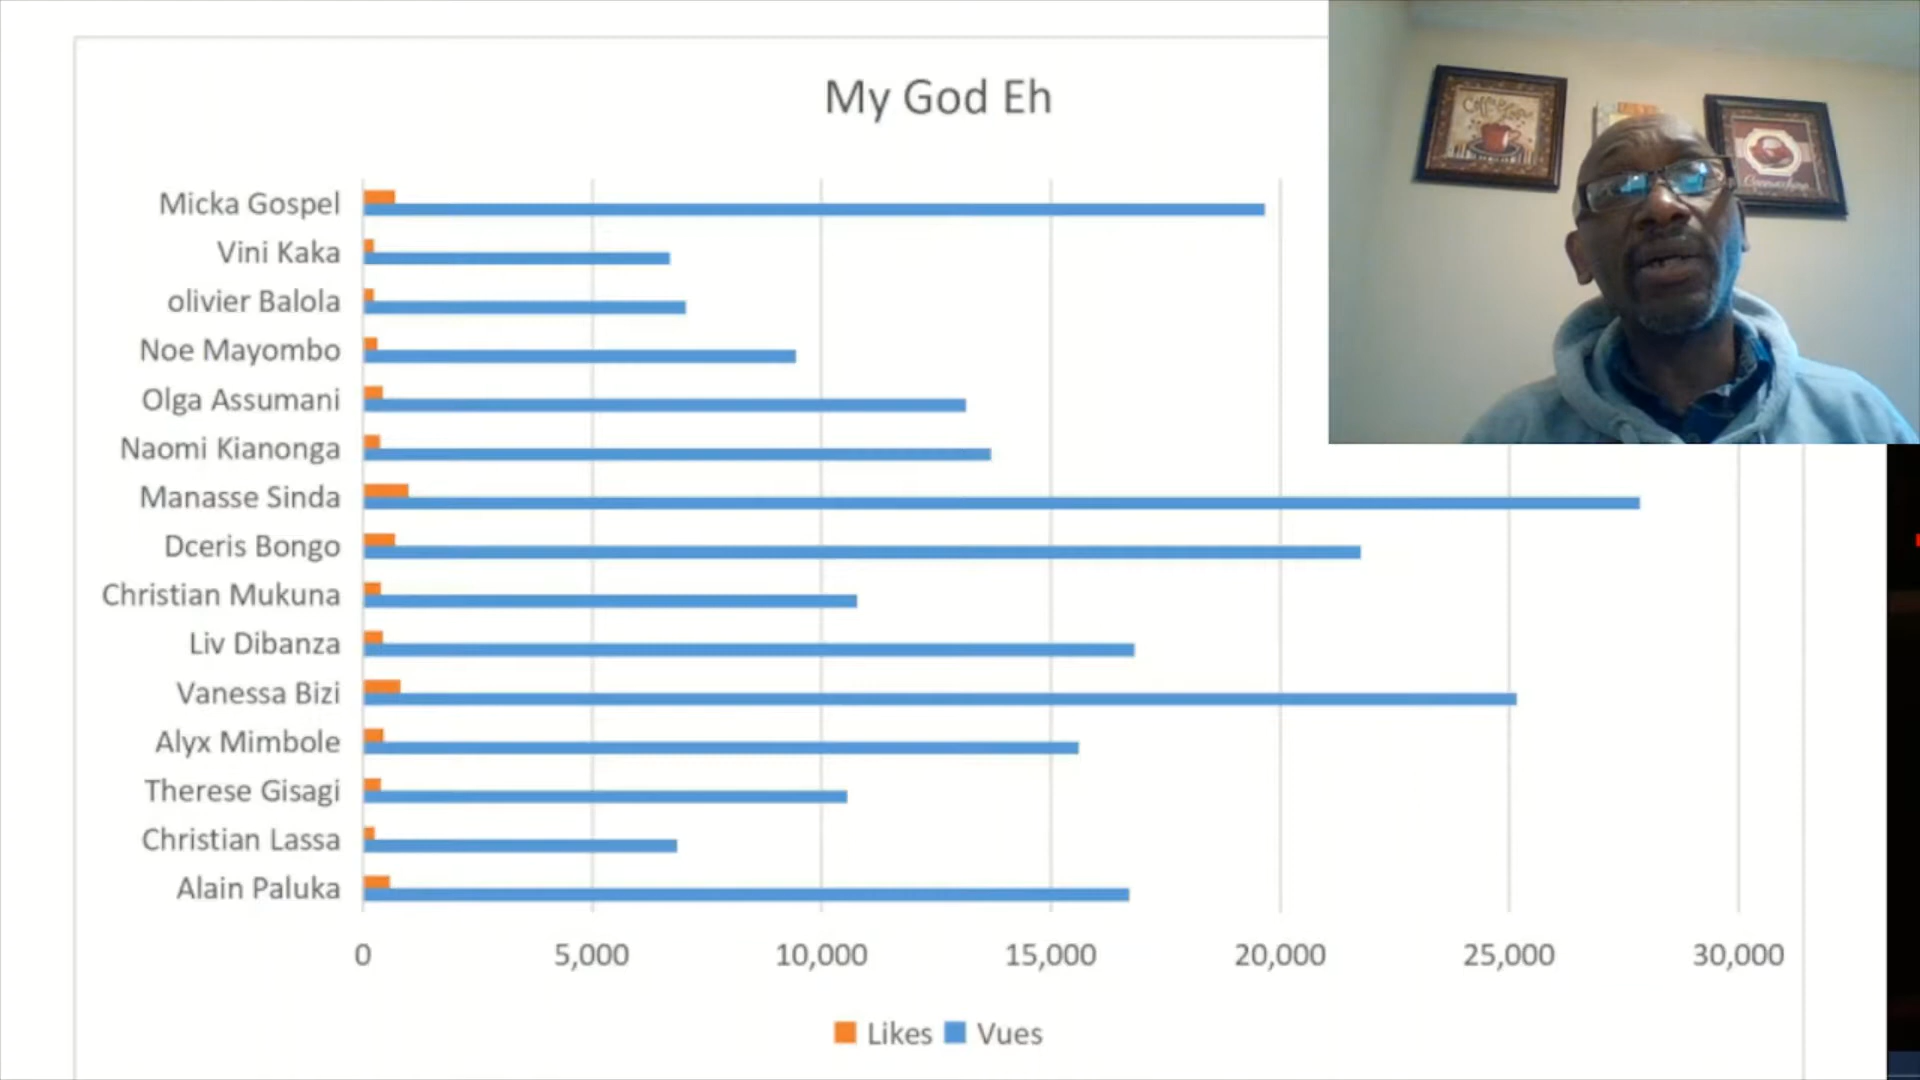 My God Eh
Micka Gospel
Vini Kaka
olivier Balola
Noe Mayombo
Olga Assumani
Naomi Kianonga
Manasse Sinda
Dceris Bongo
Christian Mukuna
Liv Dibanza
Vanessa Bizi
Alyx Mimbole
Therese Gisagi
Christian Lassa
Alain Paluka
0 5,000 10,000 15,000 20,000 25,000 30,000
Likes Vues